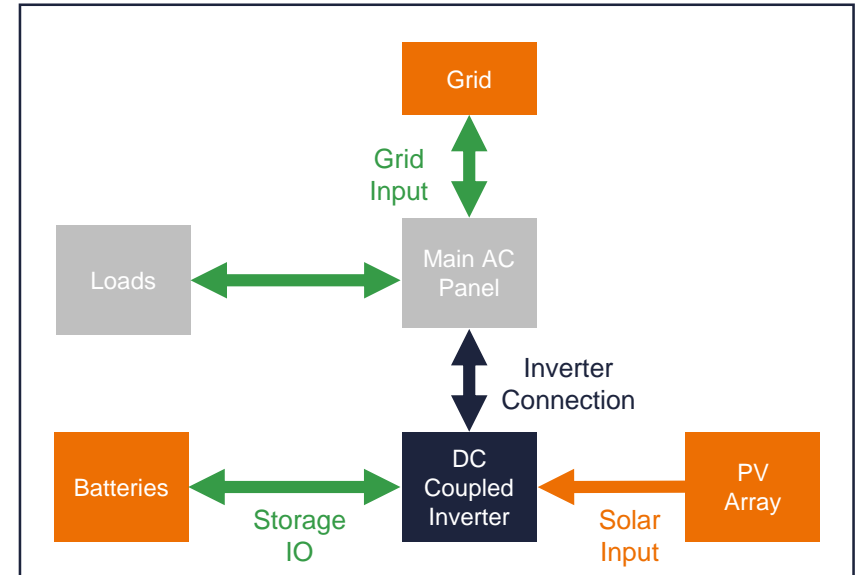 Grid
Grid
Input
Loads
Main AC
Panel
Inverter
Connection
Batteries
Storage
IO
DC
Coupled
Inverter
Solar
Input
PV
Array